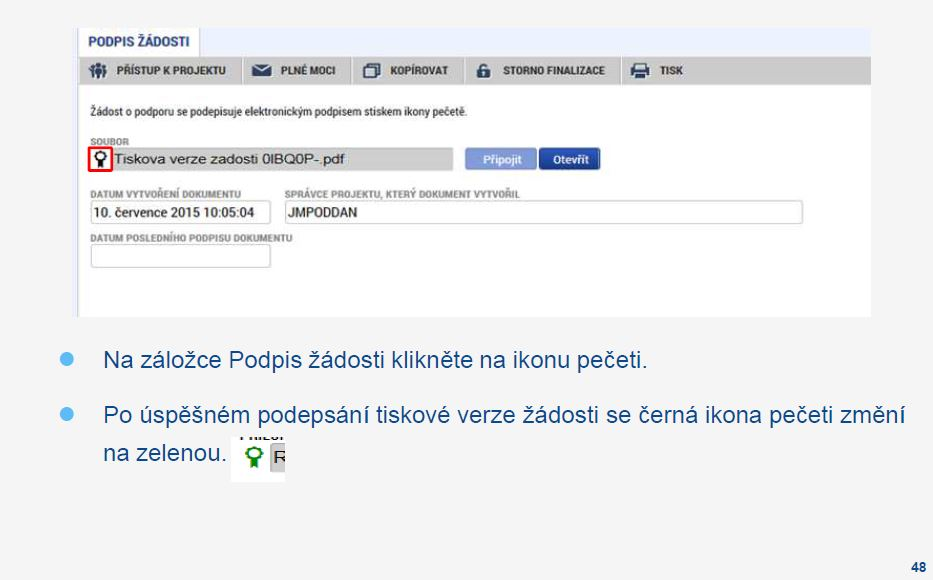 PODPIS ŽÁDOSTI
PŘÍSTUP K PROJEKTU PLNÉ MOCI KOPÍROVAT STORNO FINALIZACE TISK
Žádost o podporu se podepisuje elektronickým podpisem stiskem ikony pečetě.
SOUBOR
Tiskova verze zadosti 0IBQ0P-.pdf Připojit Otevřít
DATUM VYTVOŘENÍ DOKUMENTU SPRÁVCE PROJEKTU, KTERÝ DOKUMENT VYTVOŘIL
10. července 2015 10:05:04 JMPODDAN
DATUM POSLEDNÍHO PODPISU DOKUMENTU
Na záložce Podpis žádosti klikněte na ikonu pečeti.
Po úspěšném podepsání tiskové verze žádosti se černá ikona pečeti změní
na zelenou. R
48